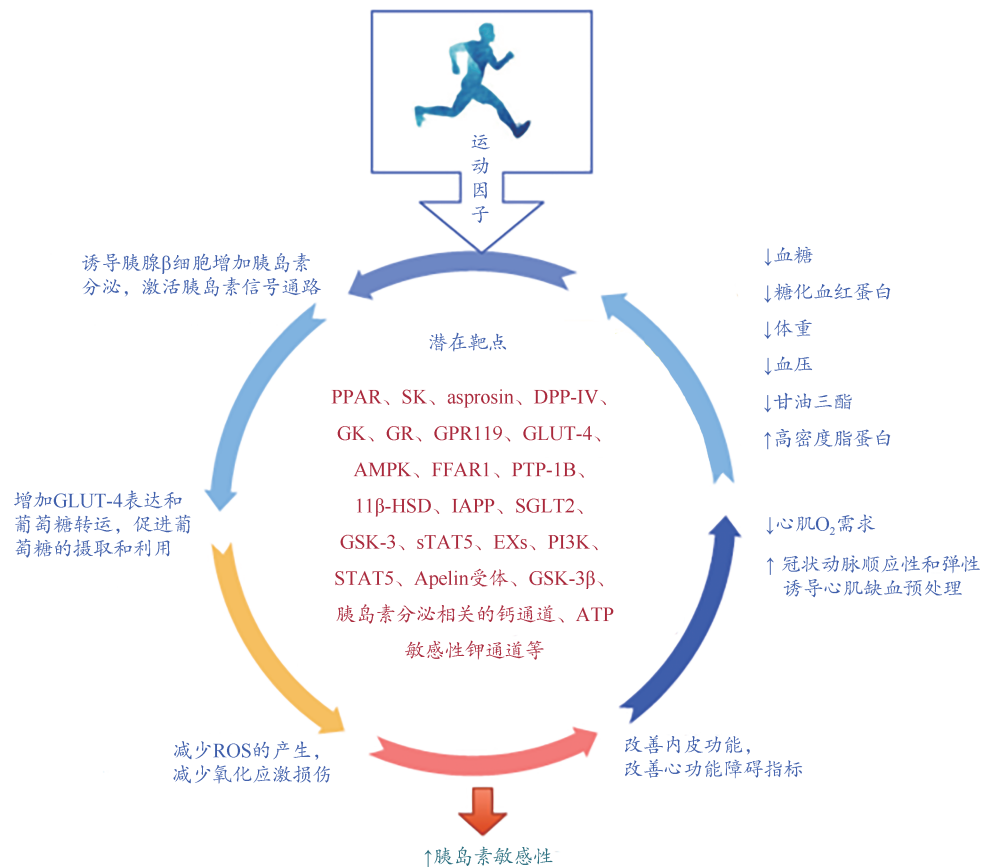 运
动
因
子
诱导胰腺β细胞增加胰岛素
分泌，激活胰岛素信号通路
↓血糖
↓糖化血红蛋白
↓体重
↓血压
↓甘油三酯
↑高密度脂蛋白
潜在靶点
PPAR、SK、asprosin、DPP-IV、
GK、GR、GPR119、GLUT-4、
AMPK、FFAR1、PTP-1B、
11β-HSD、IAPP、SGLT2、
GSK-3、sTAT5、EXs、PI3K、
STAT5、Apelin受体、GSK-3β、
胰岛素分泌相关的钙通道、ATP
敏感性钾通道等
增加GLUT-4表达和
葡萄糖转运，促进葡
萄糖的摄取和利用
↓心肌O₂需求
↑ 冠状动脉顺应性和弹性
诱导心肌缺血预处理
减少ROS的产生，
减少氧化应激损伤
改善内皮功能，
改善心功能障碍指标
↑胰岛素敏感性